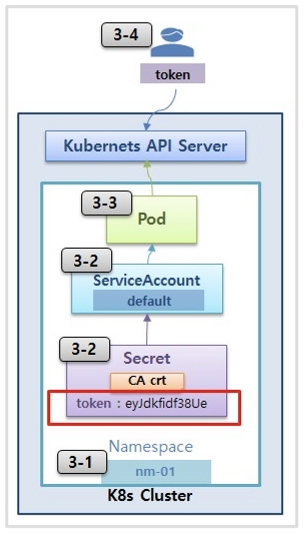 3-4
token
Kubernets API Server
3-3
Pod
3-2
ServiceAccount
default
3-2
Secret
CA crt
token : eyJdkfidf38Ue
Namespace
3-1
nm-01
K8s Cluster